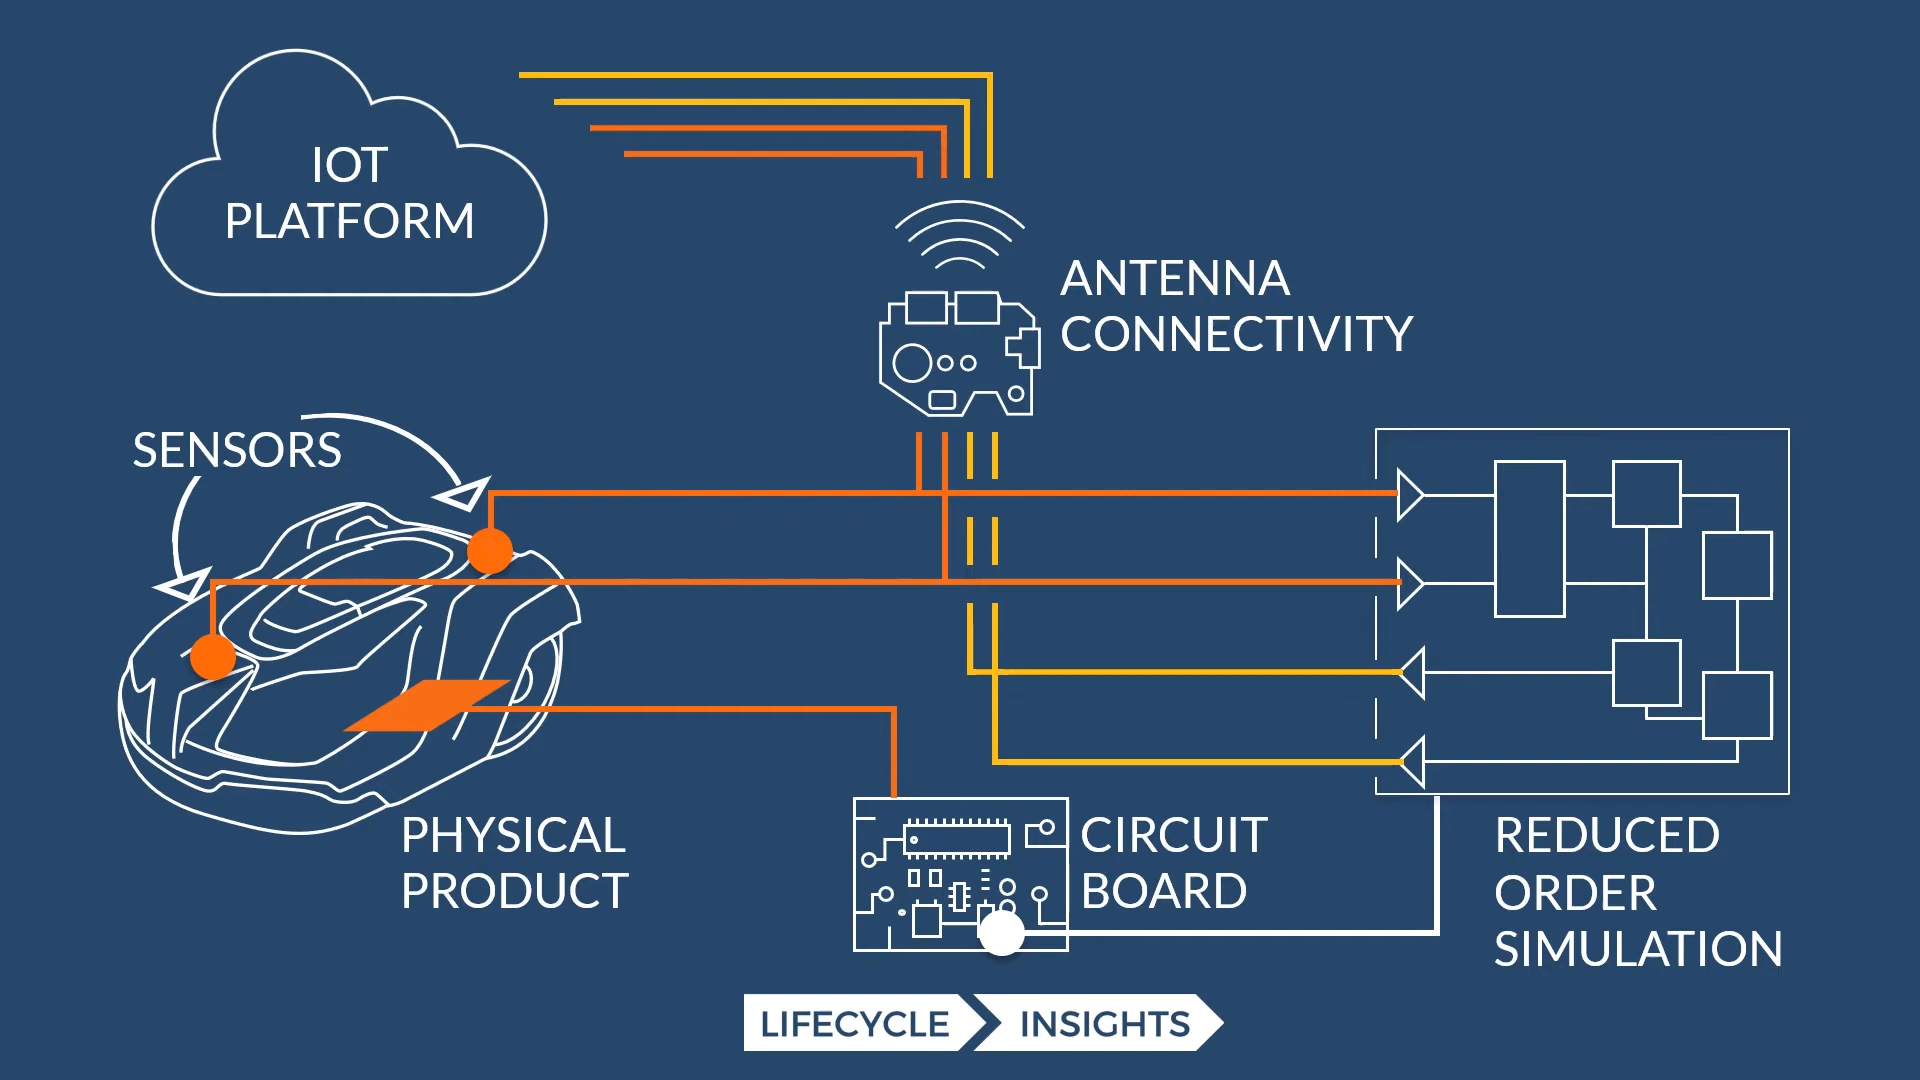 IOT
PLATFORM
ANTENNA
CONNECTIVITY
SENSORS
PHYSICAL
PRODUCT
CIRCUIT
BOARD
REDUCED
ORDER
SIMULATION
LIFECYCLE INSIGHTS